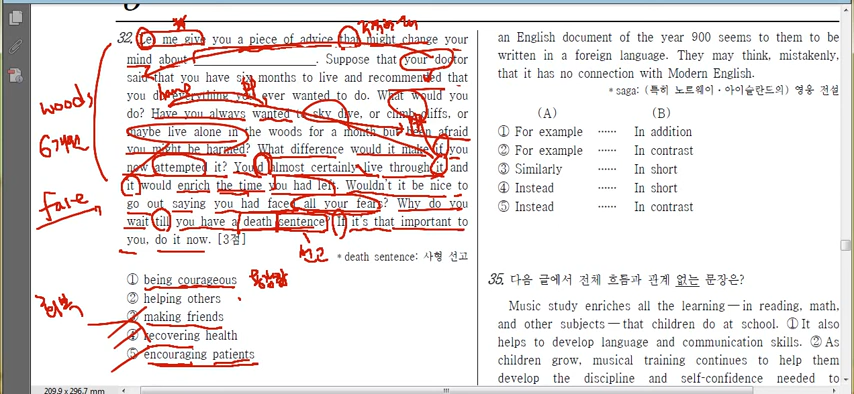 32. Let me give you a piece of advice that might change your
mind about ____________________. Suppose that your doctor
said that you have six months to live and recommended that
you do everything you ever wanted to do. What would you
do? Have you always wanted to sky dive, or climb cliffs, or
maybe live alone in the woods for a month but been afraid
you might be harmed? What difference would it make if you
now attempted it? You'd almost certainly live through it and
it would enrich the time you had left. Wouldn't it be nice to
go out saying you had faced all your fears? Why do you
wait till you have a death sentence? If it's that important to
you, do it now. [3점]
* death sentence: 사형 선고
① being courageous
② helping others
③ making friends
④ recovering health
⑤ encouraging patients
woods
6개월
face
선고
용감함
an English document of the year 900 seems to them to be
written in a foreign language. They may think, mistakenly,
that it has no connection with Modern English.
* saga: (특히 노르웨이·아이슬란드의) 영웅 전설
(A) (B)
① For example ······ In addition
② For example ······ In contrast
③ Similarly ······ In short
④ Instead ······ In short
⑤ Instead ······ In contrast
35. 다음 글에서 전체 흐름과 관계 없는 문장은?
Music study enriches all the learning—in reading, math,
and other subjects—that children do at school. ① It also
helps to develop language and communication skills. ② As
children grow, musical training continues to help them
develop the discipline and self-confidence needed to
209.9 x 296.7 mm